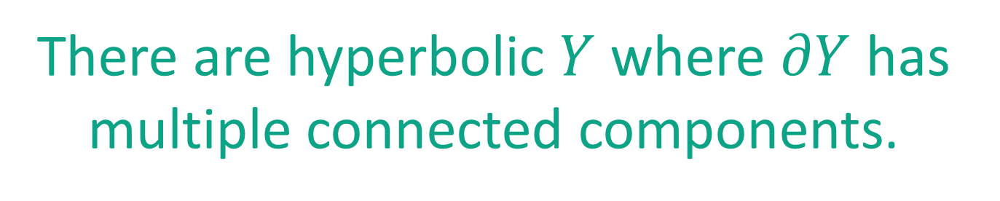 There are hyperbolic 𝑌 where 𝜕𝑌 has
multiple connected components.